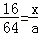 16/64 = x/a